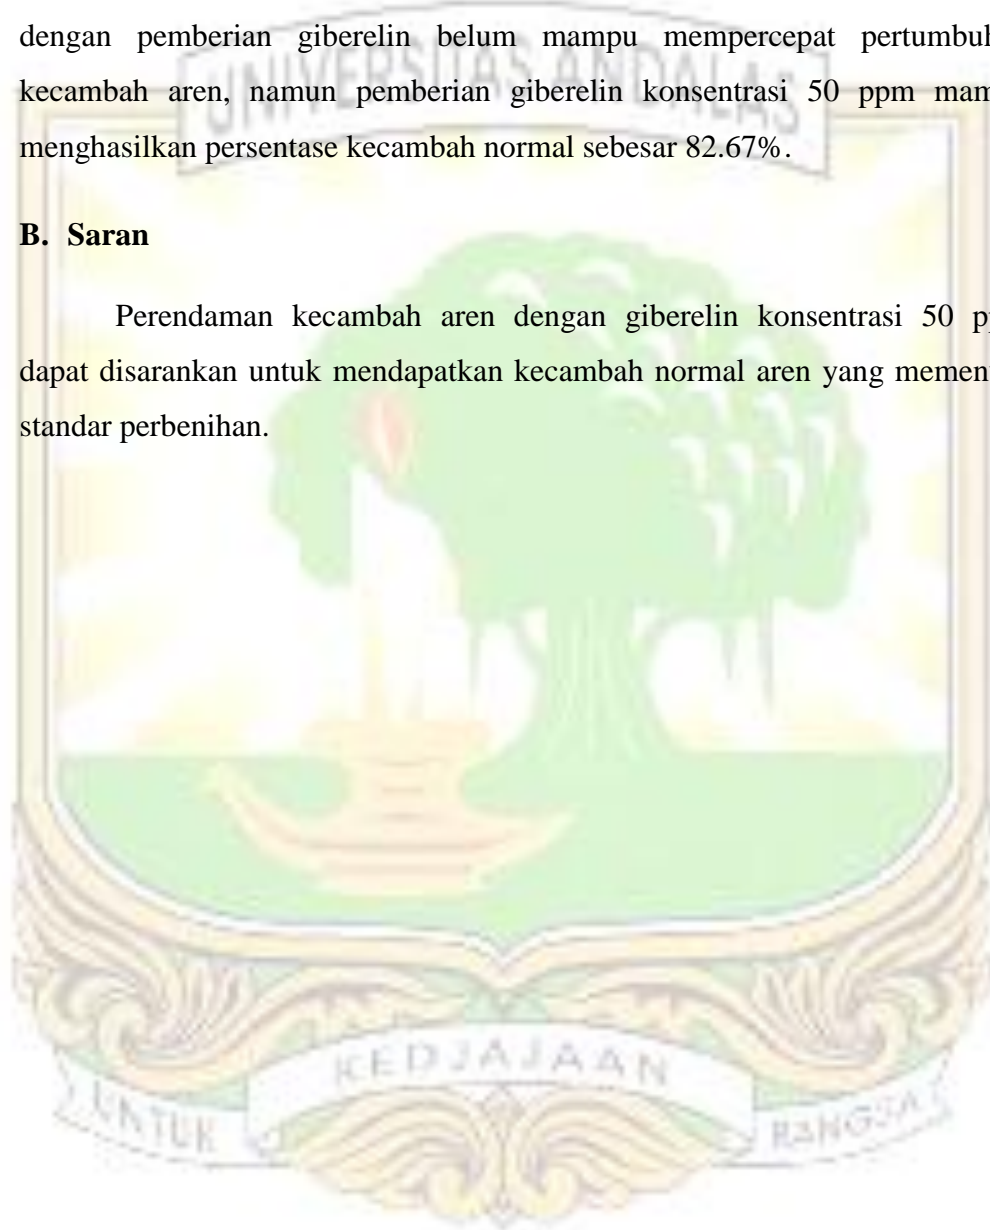 dengan pemberian giberelin belum mampu mempercepat pertumbuh
UNIVERSITAS ANDALAS
kecambah aren, namun pemberian giberelin konsentrasi 50 ppm mam
menghasilkan persentase kecambah normal sebesar 82.67%.
B. Saran
Perendaman kecambah aren dengan giberelin konsentrasi 50 p
dapat disarankan untuk mendapatkan kecambah normal aren yang memen
standar perbenihan.
UNTUK KEDJAJAAN BANGSA